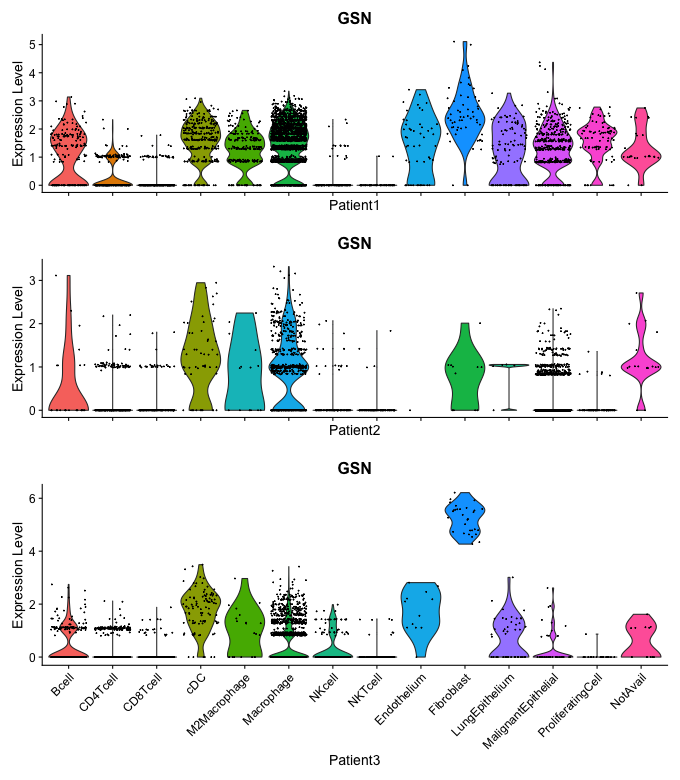 GSN
Expression Level
5
4
3
2
1
0
Patient1
GSN
Expression Level
3
2
1
0
Patient2
GSN
Expression Level
6
4
2
0
Bcell
CD4Tcell
CD8Tcell
cDC
M2Macrophage
Macrophage
NKcell
NKTcell
Endothelium
Fibroblast
LungEpithelium
MalignantEpithelial
ProliferatingCell
NotAvail
Patient3